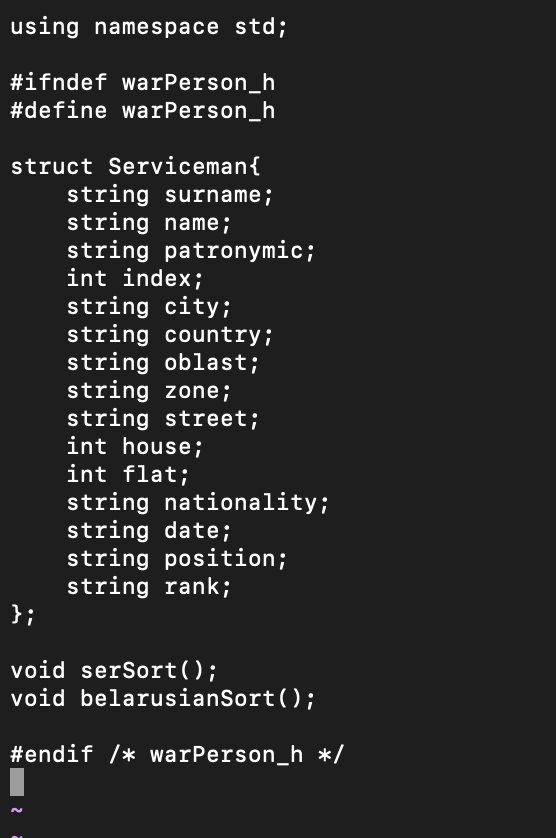 using namespace std;
#ifndef warPerson_h
#define warPerson_h
struct Serviceman{
    string surname;
    string name;
    string patronymic;
    int index;
    string city;
    string country;
    string oblast;
    string zone;
    string street;
    int house;
    int flat;
    string nationality;
    string date;
    string position;
    string rank;
};
void serSort();
void belarusianSort();
#endif /* warPerson_h */
~
~